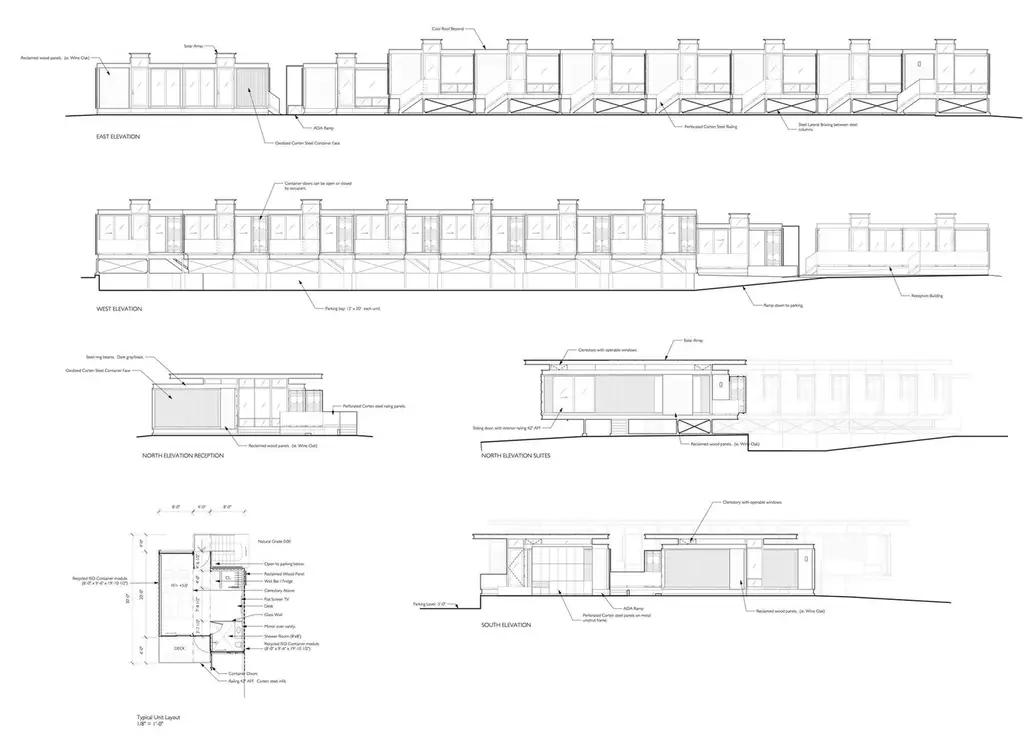 Cool Roof Beyond
Solar Array
Reclaimed wood panels. (ie. Wine Oak)
ADA Ramp
Perforated Corten Steel Railing
Steel Lateral Bracing between steel
columns.
EAST ELEVATION
Oxidized Corten Steel Container Face
Container doors can be open or closed
by occupant.
WEST ELEVATION
Parking bay 12' x 20' each unit.
Ramp down to parking.
Reception Building
Steel ring beams. Dark gray/black.
Oxidized Corten Steel Container Face
Perforated Corten steel railing panels.
Reclaimed wood panels. (ie. Wine Oak)
NORTH ELEVATION RECEPTION
Solar Array
Clerestory with operable windows
Sliding door, with interior railing 42" AFF.
Reclaimed wood panels. (ie. Wine Oak)
NORTH ELEVATION SUITES
8'-0"
4'-0"
8'-0"
Natural Grade 0.00
Open to parking below.
Reclaimed Wood Panel
Wet Bar / Fridge
Clerestory Above
Flat Screen TV
Desk
Glass Wall
Mirror over vanity.
Shower Room (8'x8')
Recycled ISO Container module.
(8'-0" x 9'-6" x 19'-10 1/2")
Recycled ISO Container module.
(8'-0" x 9'-6" x 19'-10 1/2")
CL
DECK
4'-0"
20'-0"
4'-0"
Container Doors
Railing 42" AFF. Corten steel infill.
Typical Unit Layout
1/8" = 1'-0"
Clerestory with operable windows
Parking Level -5'-0"
ADA Ramp
Perforated Corten Steel panels on metal
unistrut frame.
Reclaimed wood panels. (ie. Wine Oak)
SOUTH ELEVATION